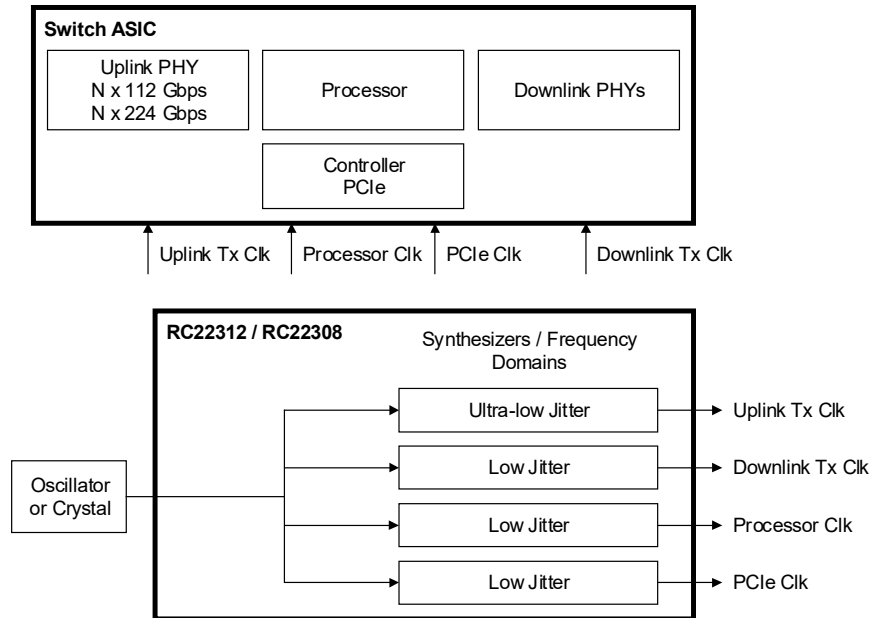 Switch ASIC
Uplink PHY
N x 112 Gbps
N x 224 Gbps
Processor
Downlink PHYs
Controller
PCIe
Uplink Tx Clk
Processor Clk
PCIe Clk
Downlink Tx Clk
RC22312 / RC22308
Synthesizers / Frequency
Domains
Ultra-low Jitter
Uplink Tx Clk
Low Jitter
Downlink Tx Clk
Oscillator
or Crystal
Low Jitter
Processor Clk
Low Jitter
PCIe Clk